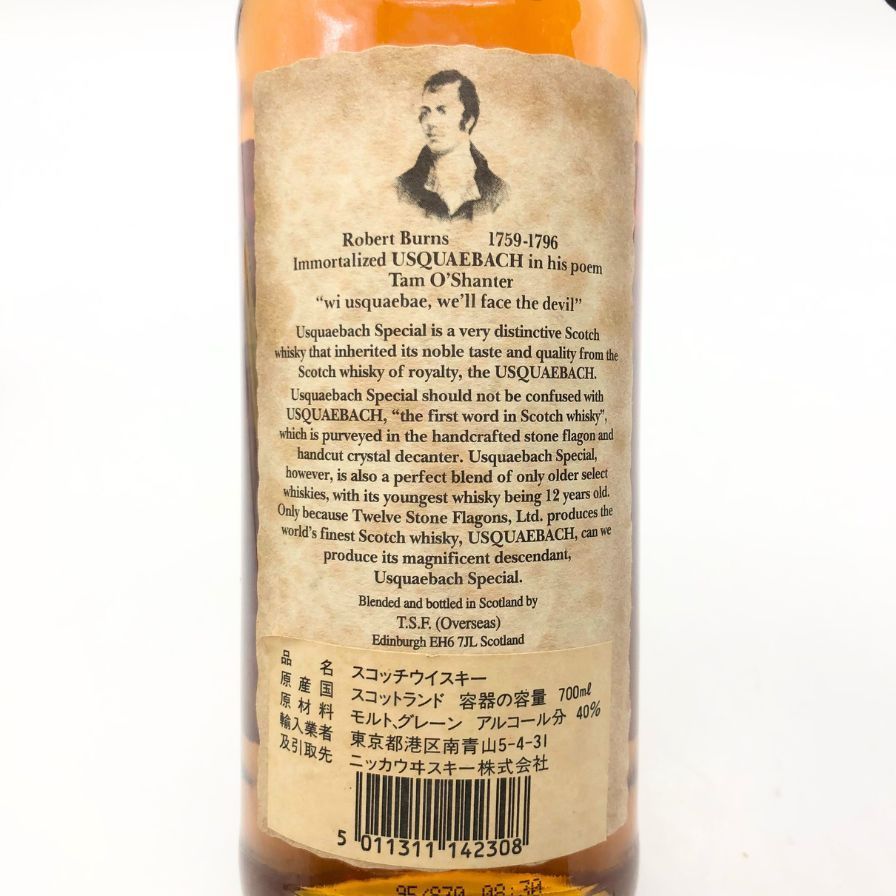 Robert Burns 1759-1796
Immortalized USQUAEBACH in his poem
Tam O'Shanter
"wi usquaebae, we'll face the devil"
Usquaebach Special is a very distinctive Scotch
whisky that inherited its noble taste and quality from the
Scotch whisky of royalty, the USQUAEBACH.
Usquaebach Special should not be confused with
USQUAEBACH, "the first word in Scotch whisky",
which is purveyed in the handcrafted stone flagon and
handcut crystal decanter. Usquaebach Special,
however, is also a perfect blend of only older select
whiskies, with its youngest whisky being 12 years old.
Only because Twelve Stone Flagons, Ltd. produces the
world's finest Scotch whisky, USQUAEBACH, can we
produce its magnificent descendant,
Usquaebach Special.
Blended and bottled in Scotland by
T.S.F. (Overseas)
Edinburgh EH6 7JL Scotland
品名 スコッチウイスキー
原産国 スコットランド 容器の容量 700ml
原材料 モルト、グレーン アルコール分 40%
輸入業者 東京都港区南青山5-4-31
及引取先 ニッカウヰスキー株式会社
5 011311 142308
95/870 08:30